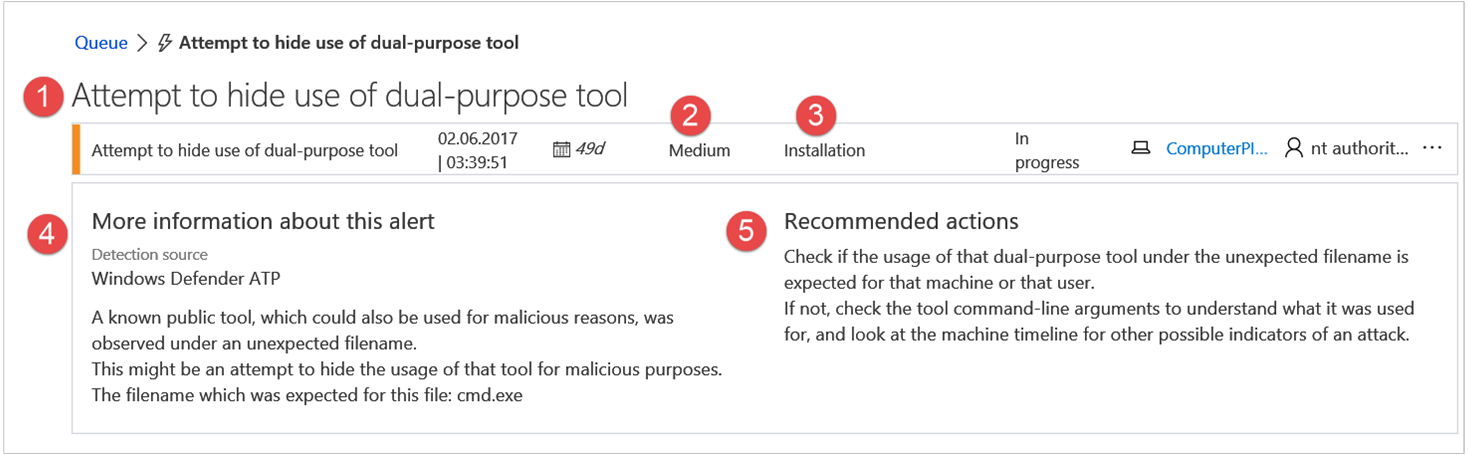 Queue > Attempt to hide use of dual-purpose tool
1 Attempt to hide use of dual-purpose tool
2 3
Attempt to hide use of dual-purpose tool 02.06.2017 | 03:39:51 49d Medium Installation In progress ComputerPI... nt authorit... ...
4 More information about this alert
Detection source
Windows Defender ATP
A known public tool, which could also be used for malicious reasons, was
observed under an unexpected filename.
This might be an attempt to hide the usage of that tool for malicious purposes.
The filename which was expected for this file: cmd.exe
5 Recommended actions
Check if the usage of that dual-purpose tool under the unexpected filename is
expected for that machine or that user.
If not, check the tool command-line arguments to understand what it was used
for, and look at the machine timeline for other possible indicators of an attack.